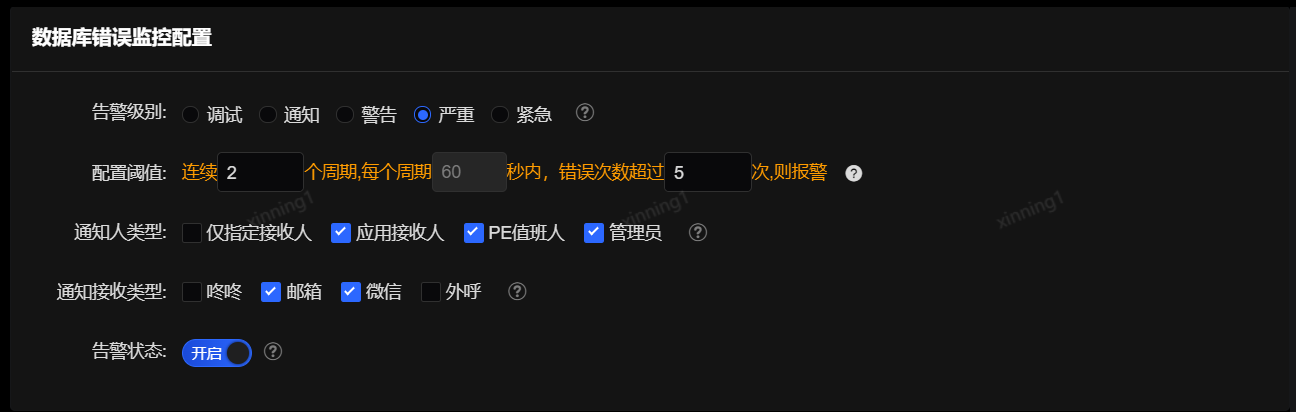 数据库错误监控配置
告警级别: 调试 通知 警告 严重 紧急 ?
配置阈值: 连续 2 个周期,每个周期 60 秒内，错误次数超过 5 次,则报警 ?
xinning1 xinning1 xinning1
通知人类型: 仅指定接收人 应用接收人 PE值班人 管理员 ?
通知接收类型: 咚咚 邮箱 微信 外呼 ?
告警状态: 开启 ?